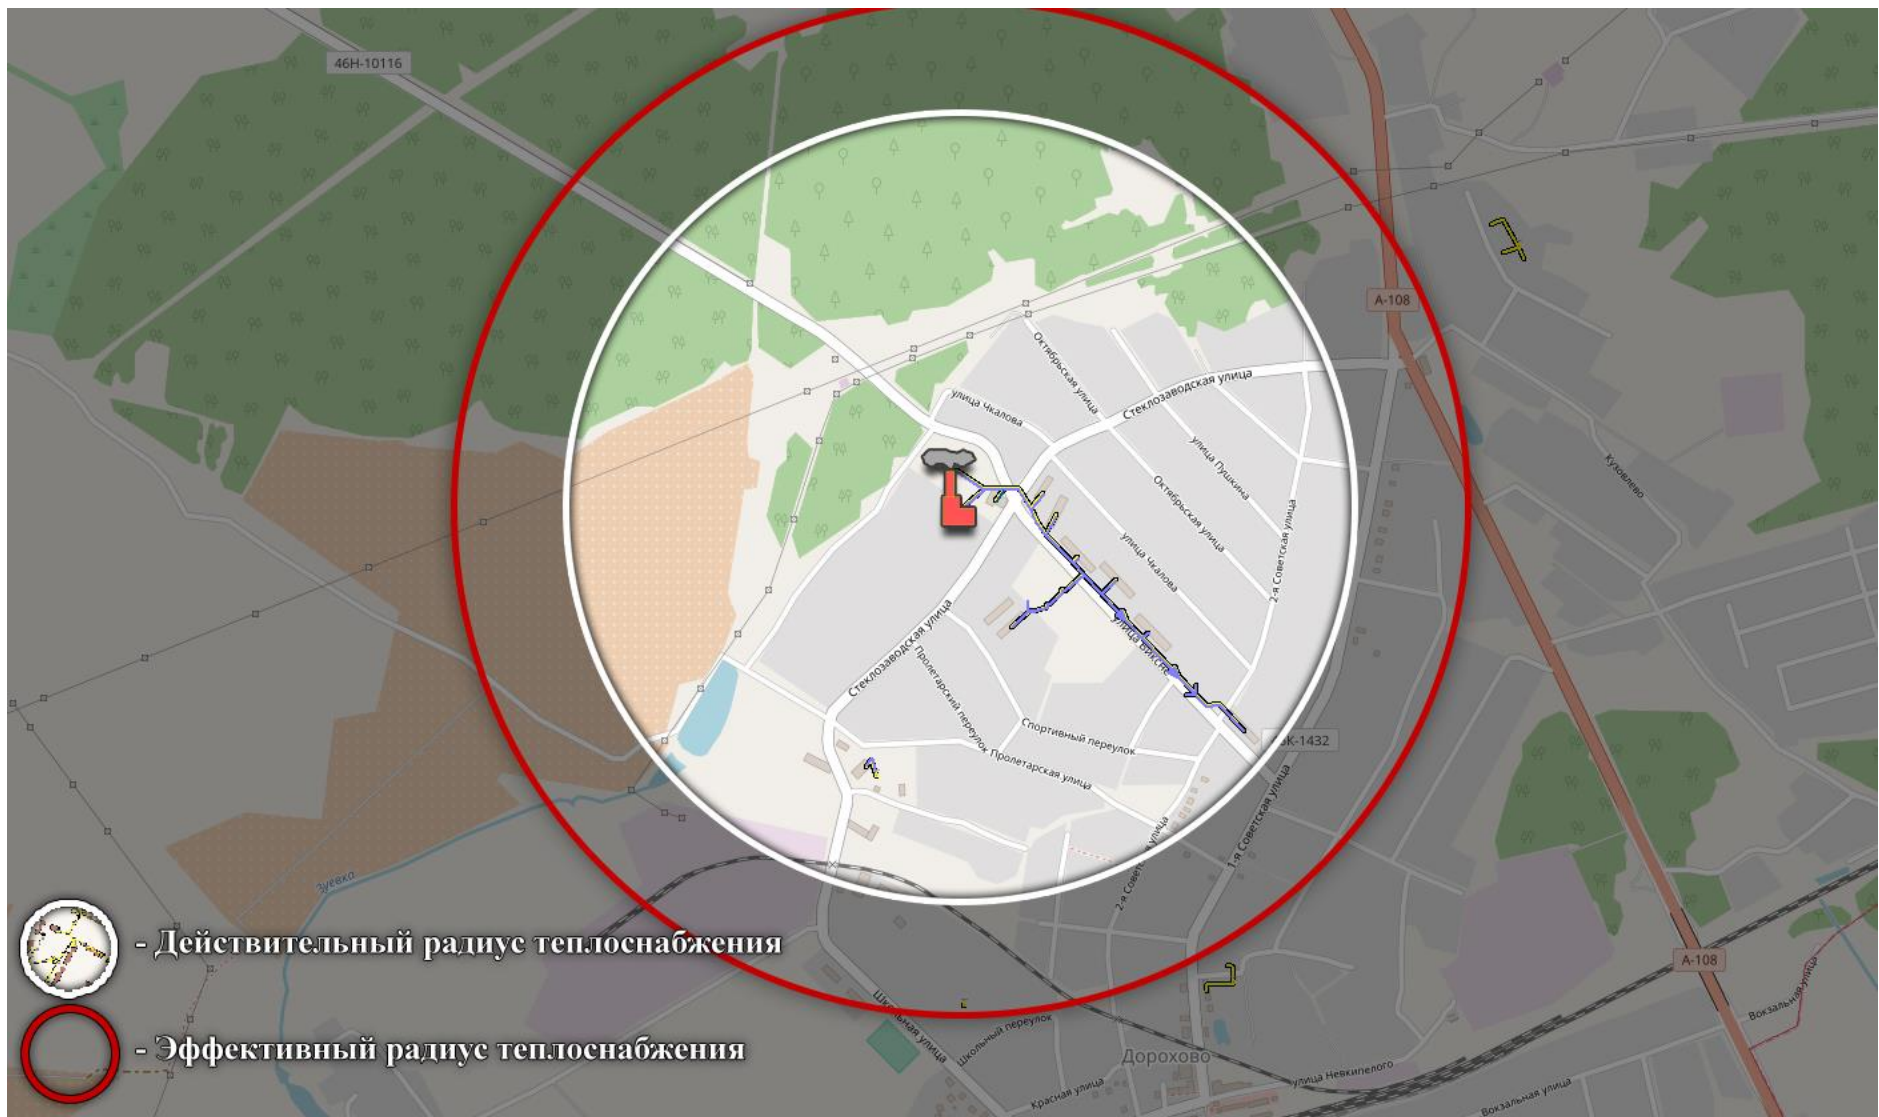 46Н-10116
А-108
Октябрьская улица
Стеклозаводская улица
улица Чкалова
улица Пушкина
Кузовлево
Октябрьская улица
2-я Советская улица
улица Чкалова
Стеклозаводская улица
улица
Пролетарский переулок
Спортивный переулок
К-1432
Пролетарская улица
1-я Советская улица
2-я Советская улица
Зуевка
- Действительный радиус теплоснабжения
А-108
Вокзальная улица
Школьная улица
Школьный переулок
- Эффективный радиус теплоснабжения
Дорохово
улица Невкипелого
Красная улица
Вокзальная улица